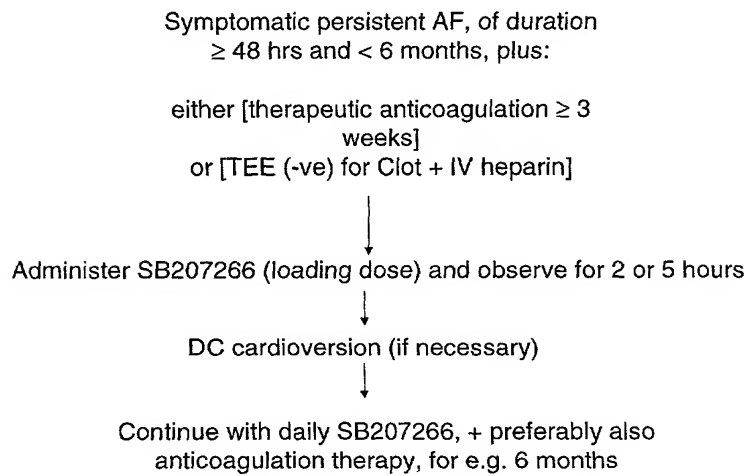 Symptomatic persistent AF, of duration
≥ 48 hrs and < 6 months, plus:
either [therapeutic anticoagulation ≥ 3
weeks]
or [TEE (-ve) for Clot + IV heparin]
Administer SB207266 (loading dose) and observe for 2 or 5 hours
DC cardioversion (if necessary)
Continue with daily SB207266, + preferably also
anticoagulation therapy, for e.g. 6 months